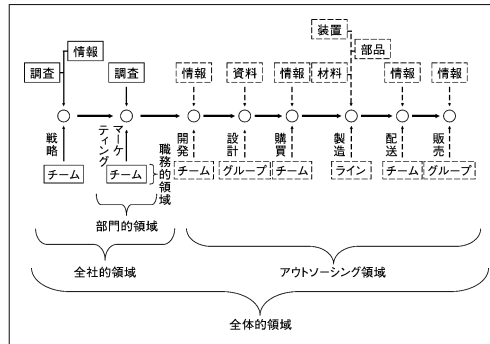 装置
情報
部品
調査
調査
情報
資料
情報
材料
情報
情報
戦略
マーケティング
開発
設計
購買
製造
配送
販売
チーム
チーム
職務的領域
チーム
グループ
チーム
ライン
チーム
グループ
部門的領域
全社的領域
アウトソーシング領域
全体的領域